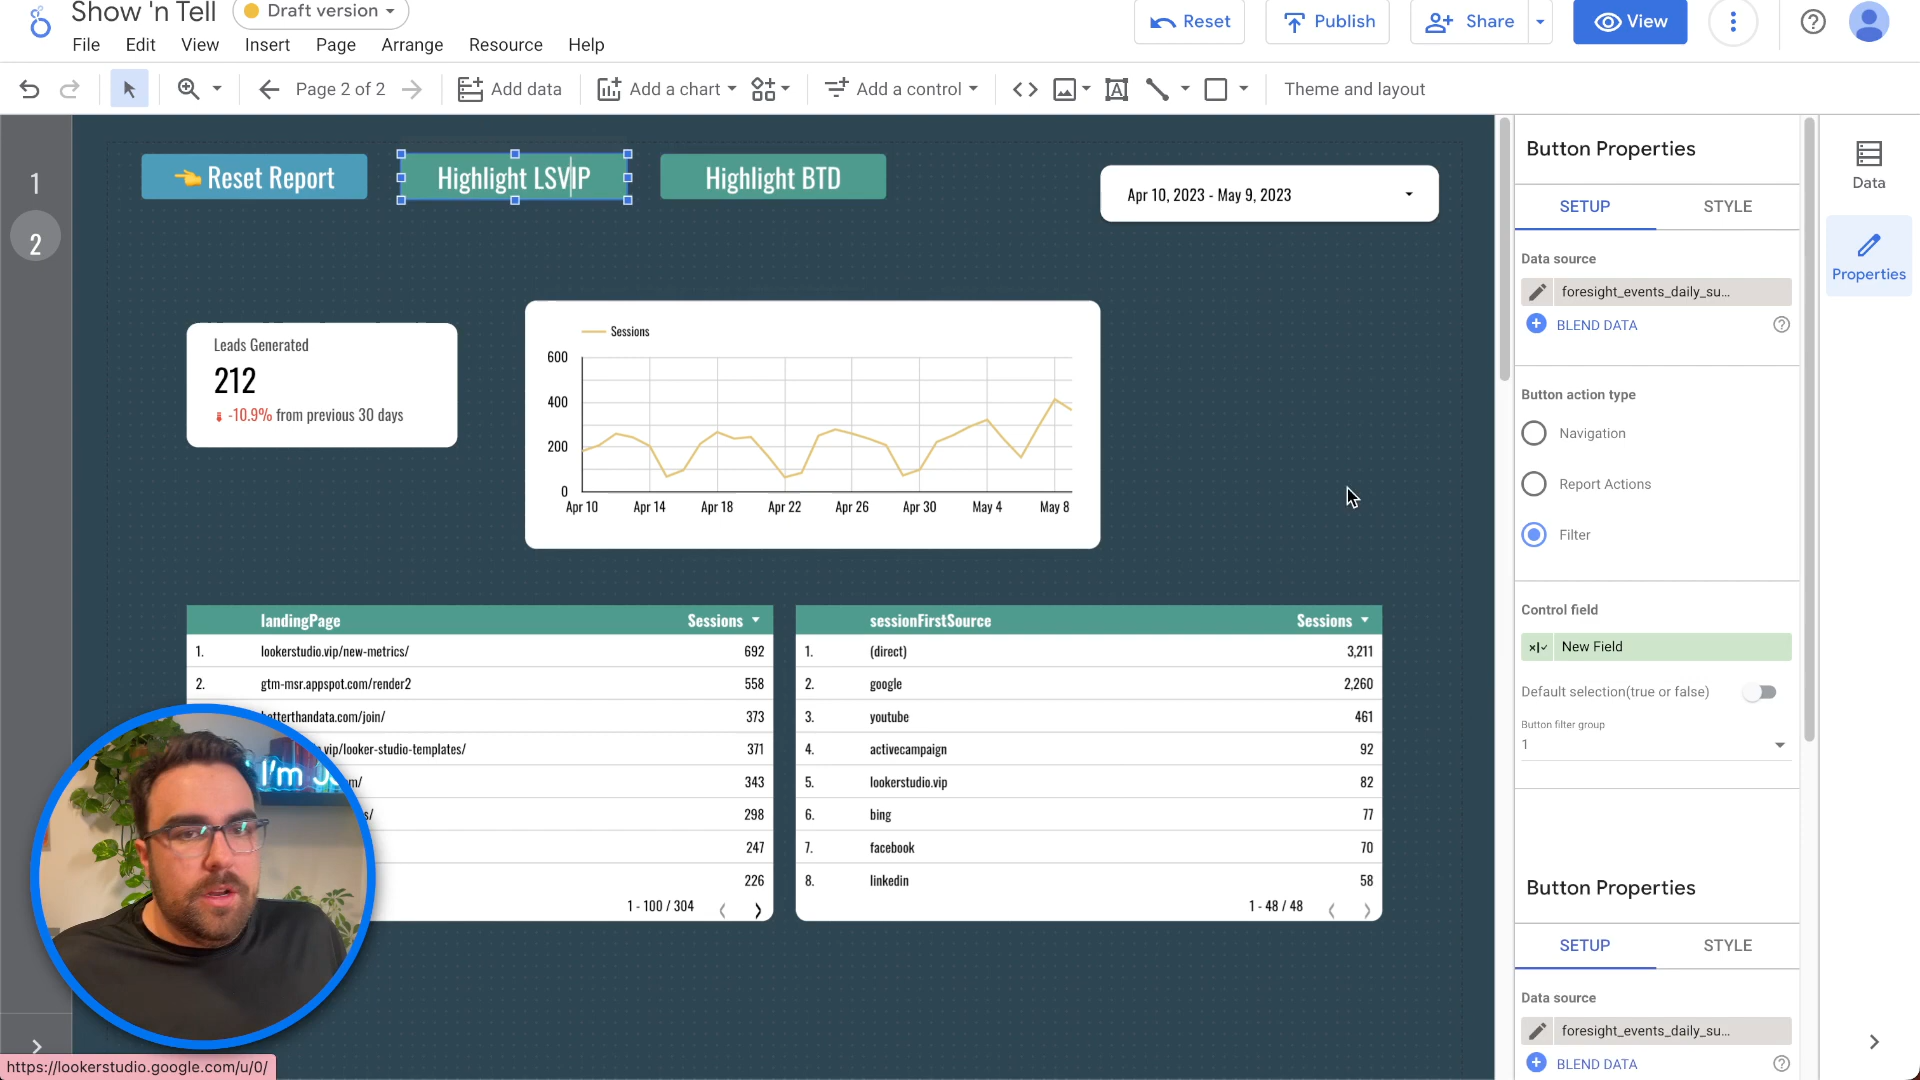 Show 'n Tell
Draft version
Reset
Publish
Share
View
File Edit View Insert Page Arrange Resource Help
Page 2 of 2
Add data
Add a chart
Add a control
Theme and layout
1
2
👈 Reset Report
Highlight LSVIP
Highlight BTD
Apr 10, 2023 - May 9, 2023
Leads Generated
212
-10.9% from previous 30 days
Sessions
600
400
200
0
Apr 10 Apr 14 Apr 18 Apr 22 Apr 26 Apr 30 May 4 May 8
landingPage Sessions
1. lookerstudio.vip/new-metrics/ 692
2. gtm-msr.appspot.com/render2 558
betterthandata.com/join/ 373
.vip/looker-studio-templates/ 371
m/ 343
s/ 298
247
226
1 - 100 / 304
sessionFirstSource Sessions
1. (direct) 3,211
2. google 2,260
3. youtube 461
4. activecampaign 92
5. lookerstudio.vip 82
6. bing 77
7. facebook 70
8. linkedin 58
1 - 48 / 48
I'm
https://lookerstudio.google.com/u/0/
Button Properties
SETUP STYLE
Data source
foresight_events_daily_su...
BLEND DATA
Button action type
Navigation
Report Actions
Filter
Control field
New Field
Default selection(true or false)
Button filter group
1
Button Properties
SETUP STYLE
Data source
foresight_events_daily_su...
BLEND DATA
Data
Properties